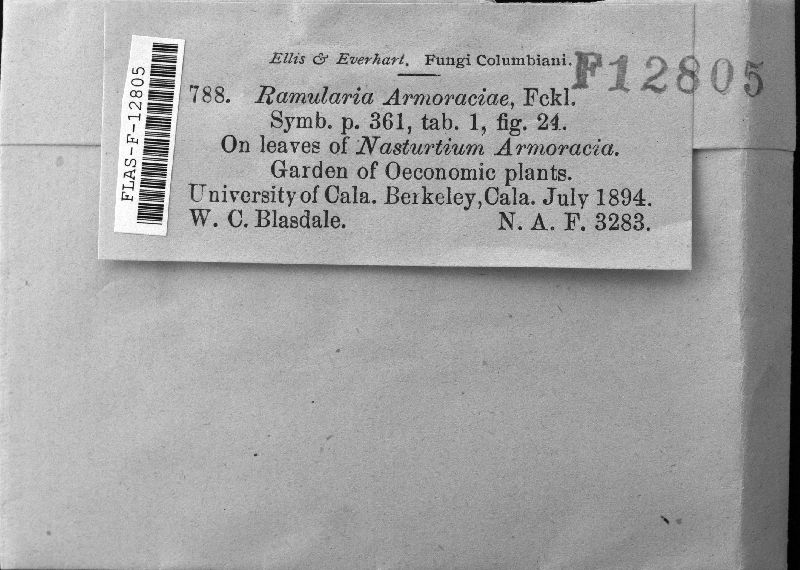 Ellis & Everhart. Fungi Columbiani.
F12805
788. Ramularia Armoraciae, Fckl.
Symb. p. 361, tab. 1, fig. 24.
On leaves of Nasturtium Armoracia.
Garden of Oeconomic plants.
University of Cala. Berkeley, Cala. July 1894.
W. C. Blasdale. N. A. F. 3283.
FLAS-F-12805